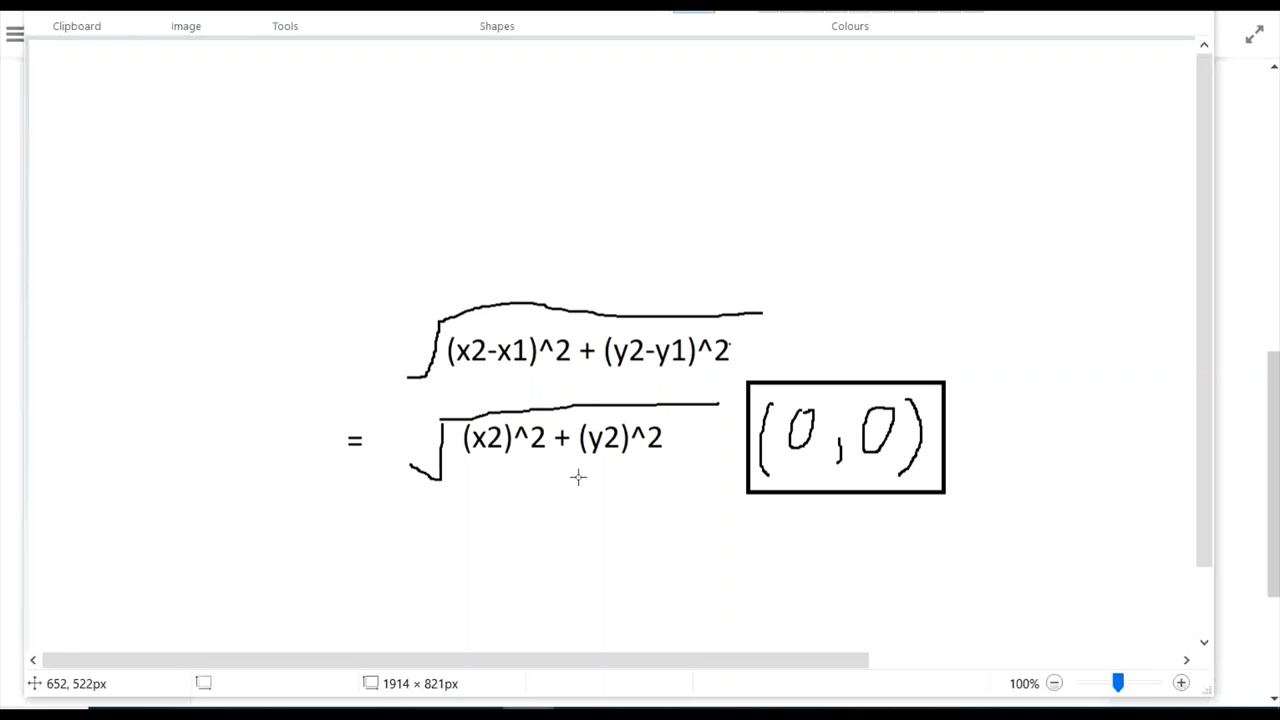 Clipboard Image Tools Shapes Colours
(x2-x1)^2 + (y2-y1)^2
= (x2)^2 + (y2)^2
(0,0)
652, 522px 1914 × 821px 100%